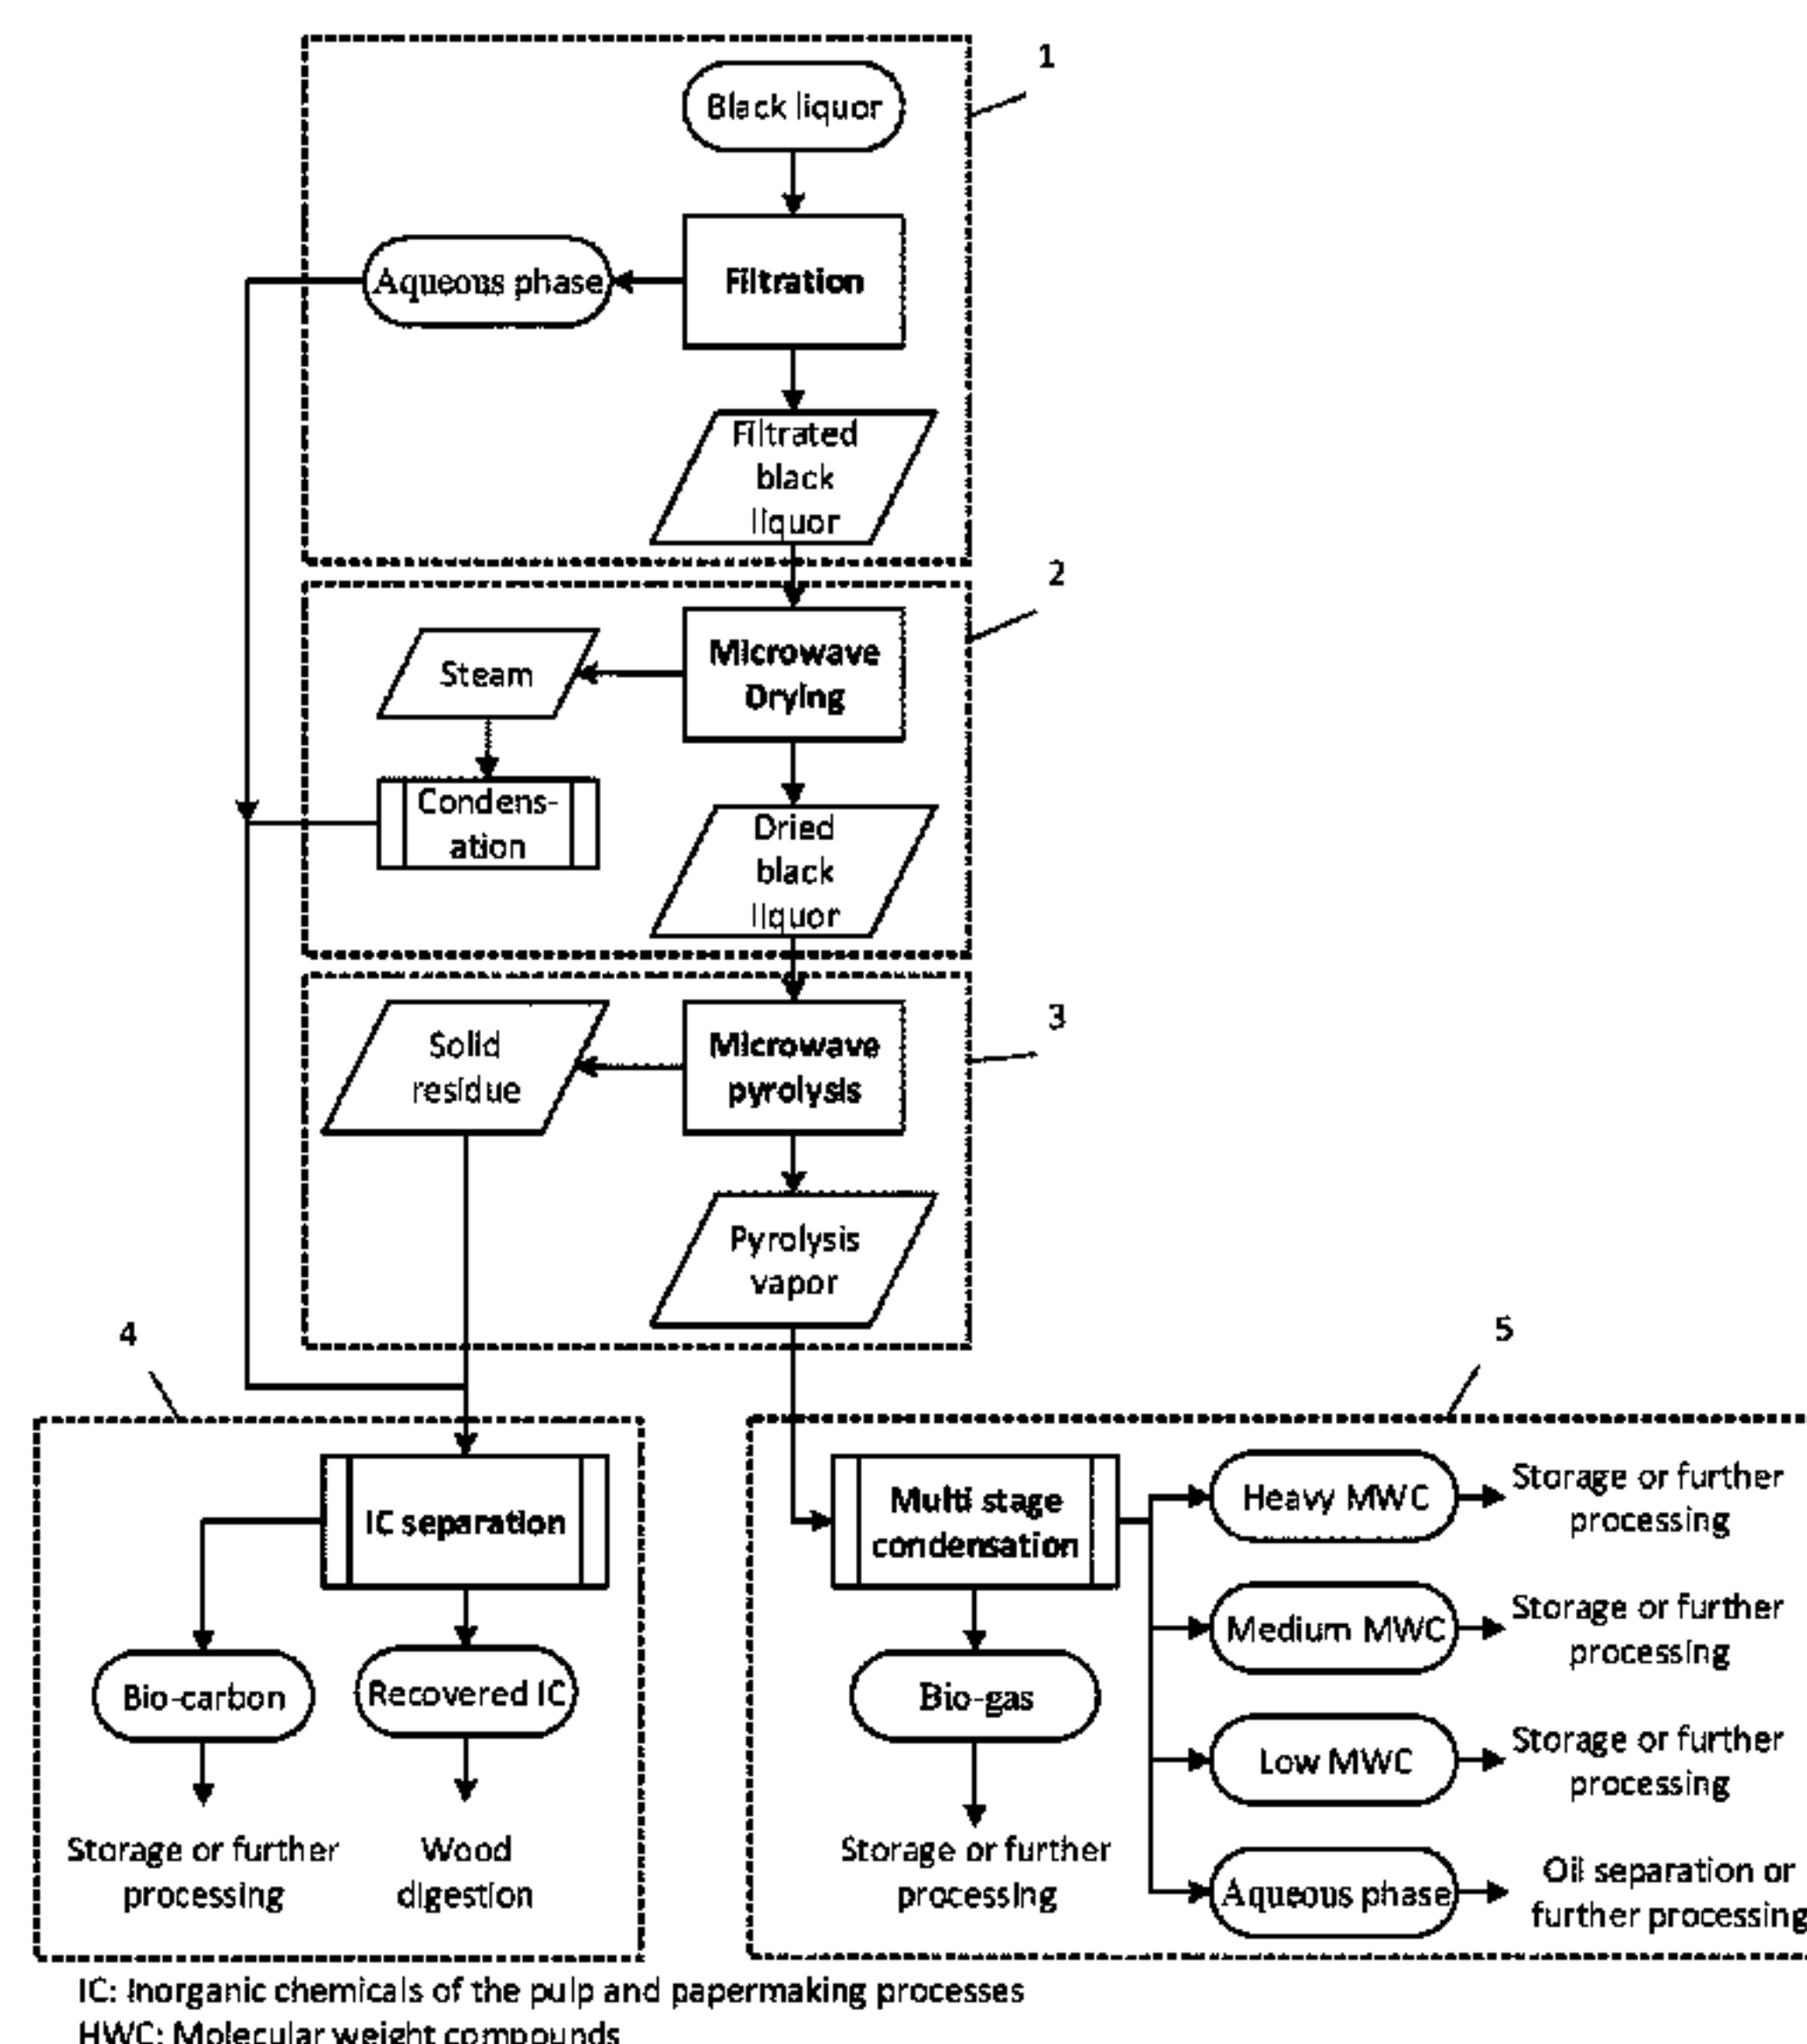 1
Black liquor
Aqueous phase
Filtration
Filtrated
black
liquor
2
Steam
Microwave
Drying
Condens-
ation
Dried
black
liquor
3
Solid
residue
Microwave
pyrolysis
Pyrolysis
vapor
4
IC separation
Bio-carbon
Recovered IC
Storage or further
processing
Wood
digestion
5
Multi stage
condensation
Heavy MWC
Storage or further
processing
Medium MWC
Storage or further
processing
Bio-gas
Low MWC
Storage or further
processing
Storage or further
processing
Aqueous phase
Oil separation or
further processing
IC: Inorganic chemicals of the pulp and papermaking processes
HWC: Molecular weight compounds